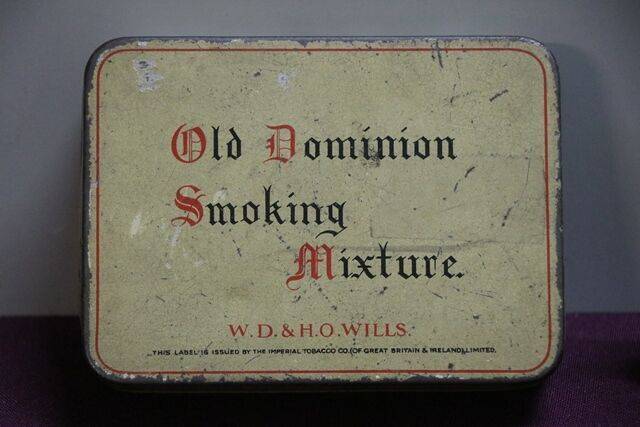 Old Dominion
Smoking
Mixture.
W. D. & H. O. WILLS.
THIS LABEL IS ISSUED BY THE IMPERIAL TOBACCO CO. (OF GREAT BRITAIN & IRELAND), LIMITED.